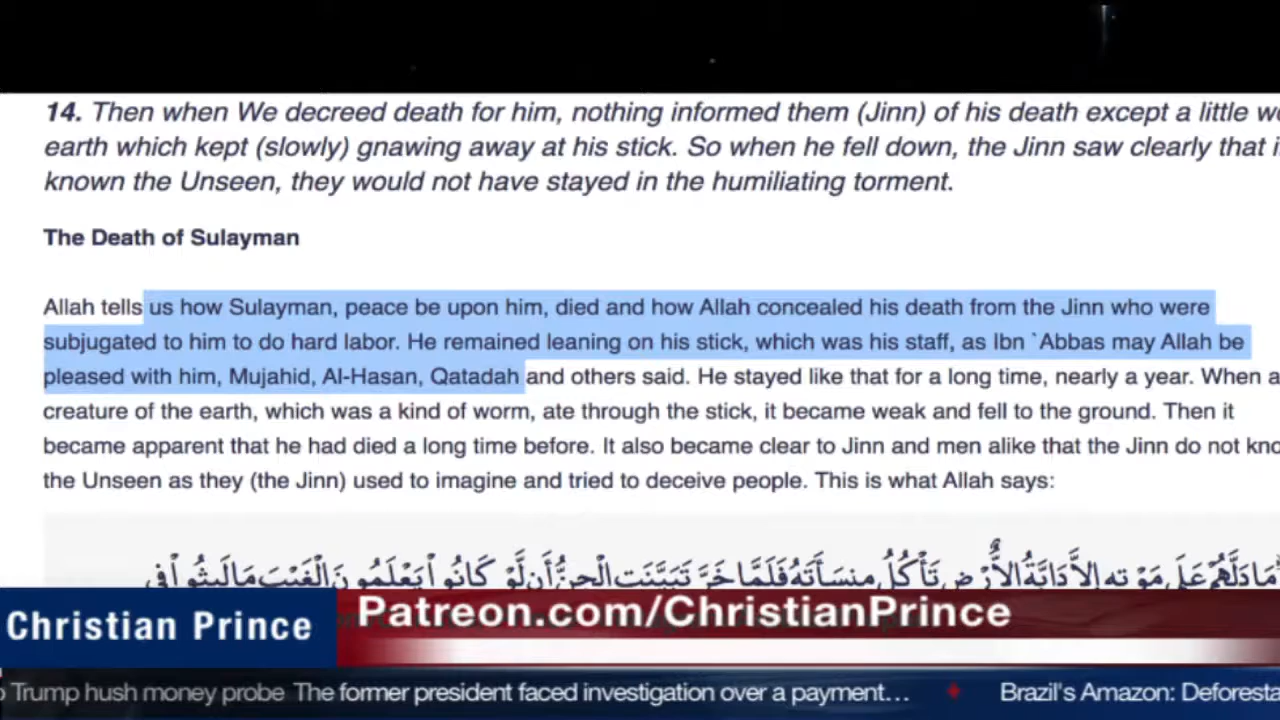 14. Then when We decreed death for him, nothing informed them (Jinn) of his death except a little
earth which kept (slowly) gnawing away at his stick. So when he fell down, the Jinn saw clearly that
known the Unseen, they would not have stayed in the humiliating torment.
The Death of Sulayman
Allah tells us how Sulayman, peace be upon him, died and how Allah concealed his death from the Jinn who were
subjugated to him to do hard labor. He remained leaning on his stick, which was his staff, as Ibn `Abbas may Allah be
pleased with him, Mujahid, Al-Hasan, Qatadah and others said. He stayed like that for a long time, nearly a year. When a
creature of the earth, which was a kind of worm, ate through the stick, it became weak and fell to the ground. Then it
became apparent that he had died a long time before. It also became clear to Jinn and men alike that the Jinn do not
the Unseen as they (the Jinn) used to imagine and tried to deceive people. This is what Allah says:
مَا دَلَّهُمْ عَلَى مَوْتِهِ إِلاَّ دَابَّةُ الاٌّرْضِ تَأْكُلُ مِنسَأَتَهُ فَلَمَّا خَرَّ تَبَيَّنَتِ الْجِنُّ أَن لَّوْ كَانُواْ يَعْلَمُونَ الْغَيْبَ مَا لَبِثُواْ فِى
Christian Prince
Patreon.com/ChristianPrince
Trump hush money probe The former president faced investigation over a payment... Brazil's Amazon: